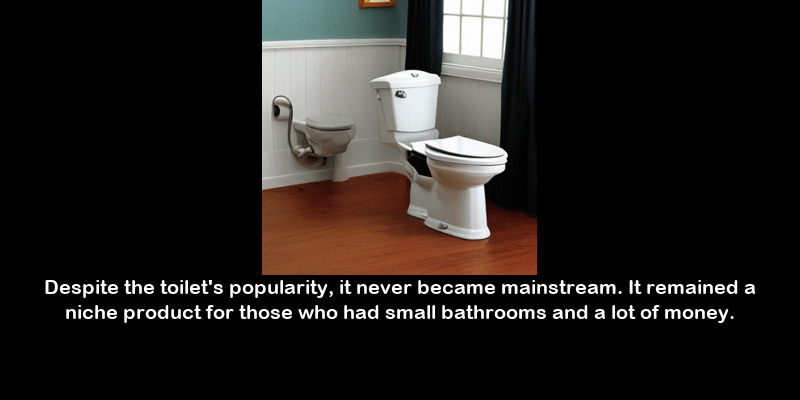 Despite the toilet's popularity, it never became mainstream. It remained a
niche product for those who had small bathrooms and a lot of money.